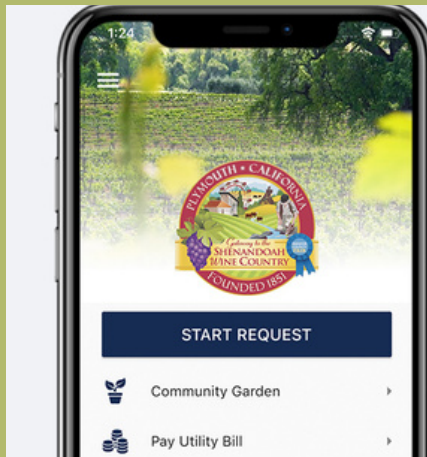 1:24
PLYMOUTH • CALIFORNIA
Gateway to the
SHENANDOAH
WINE COUNTRY
FOUNDED 1851
START REQUEST
Community Garden
Pay Utility Bill